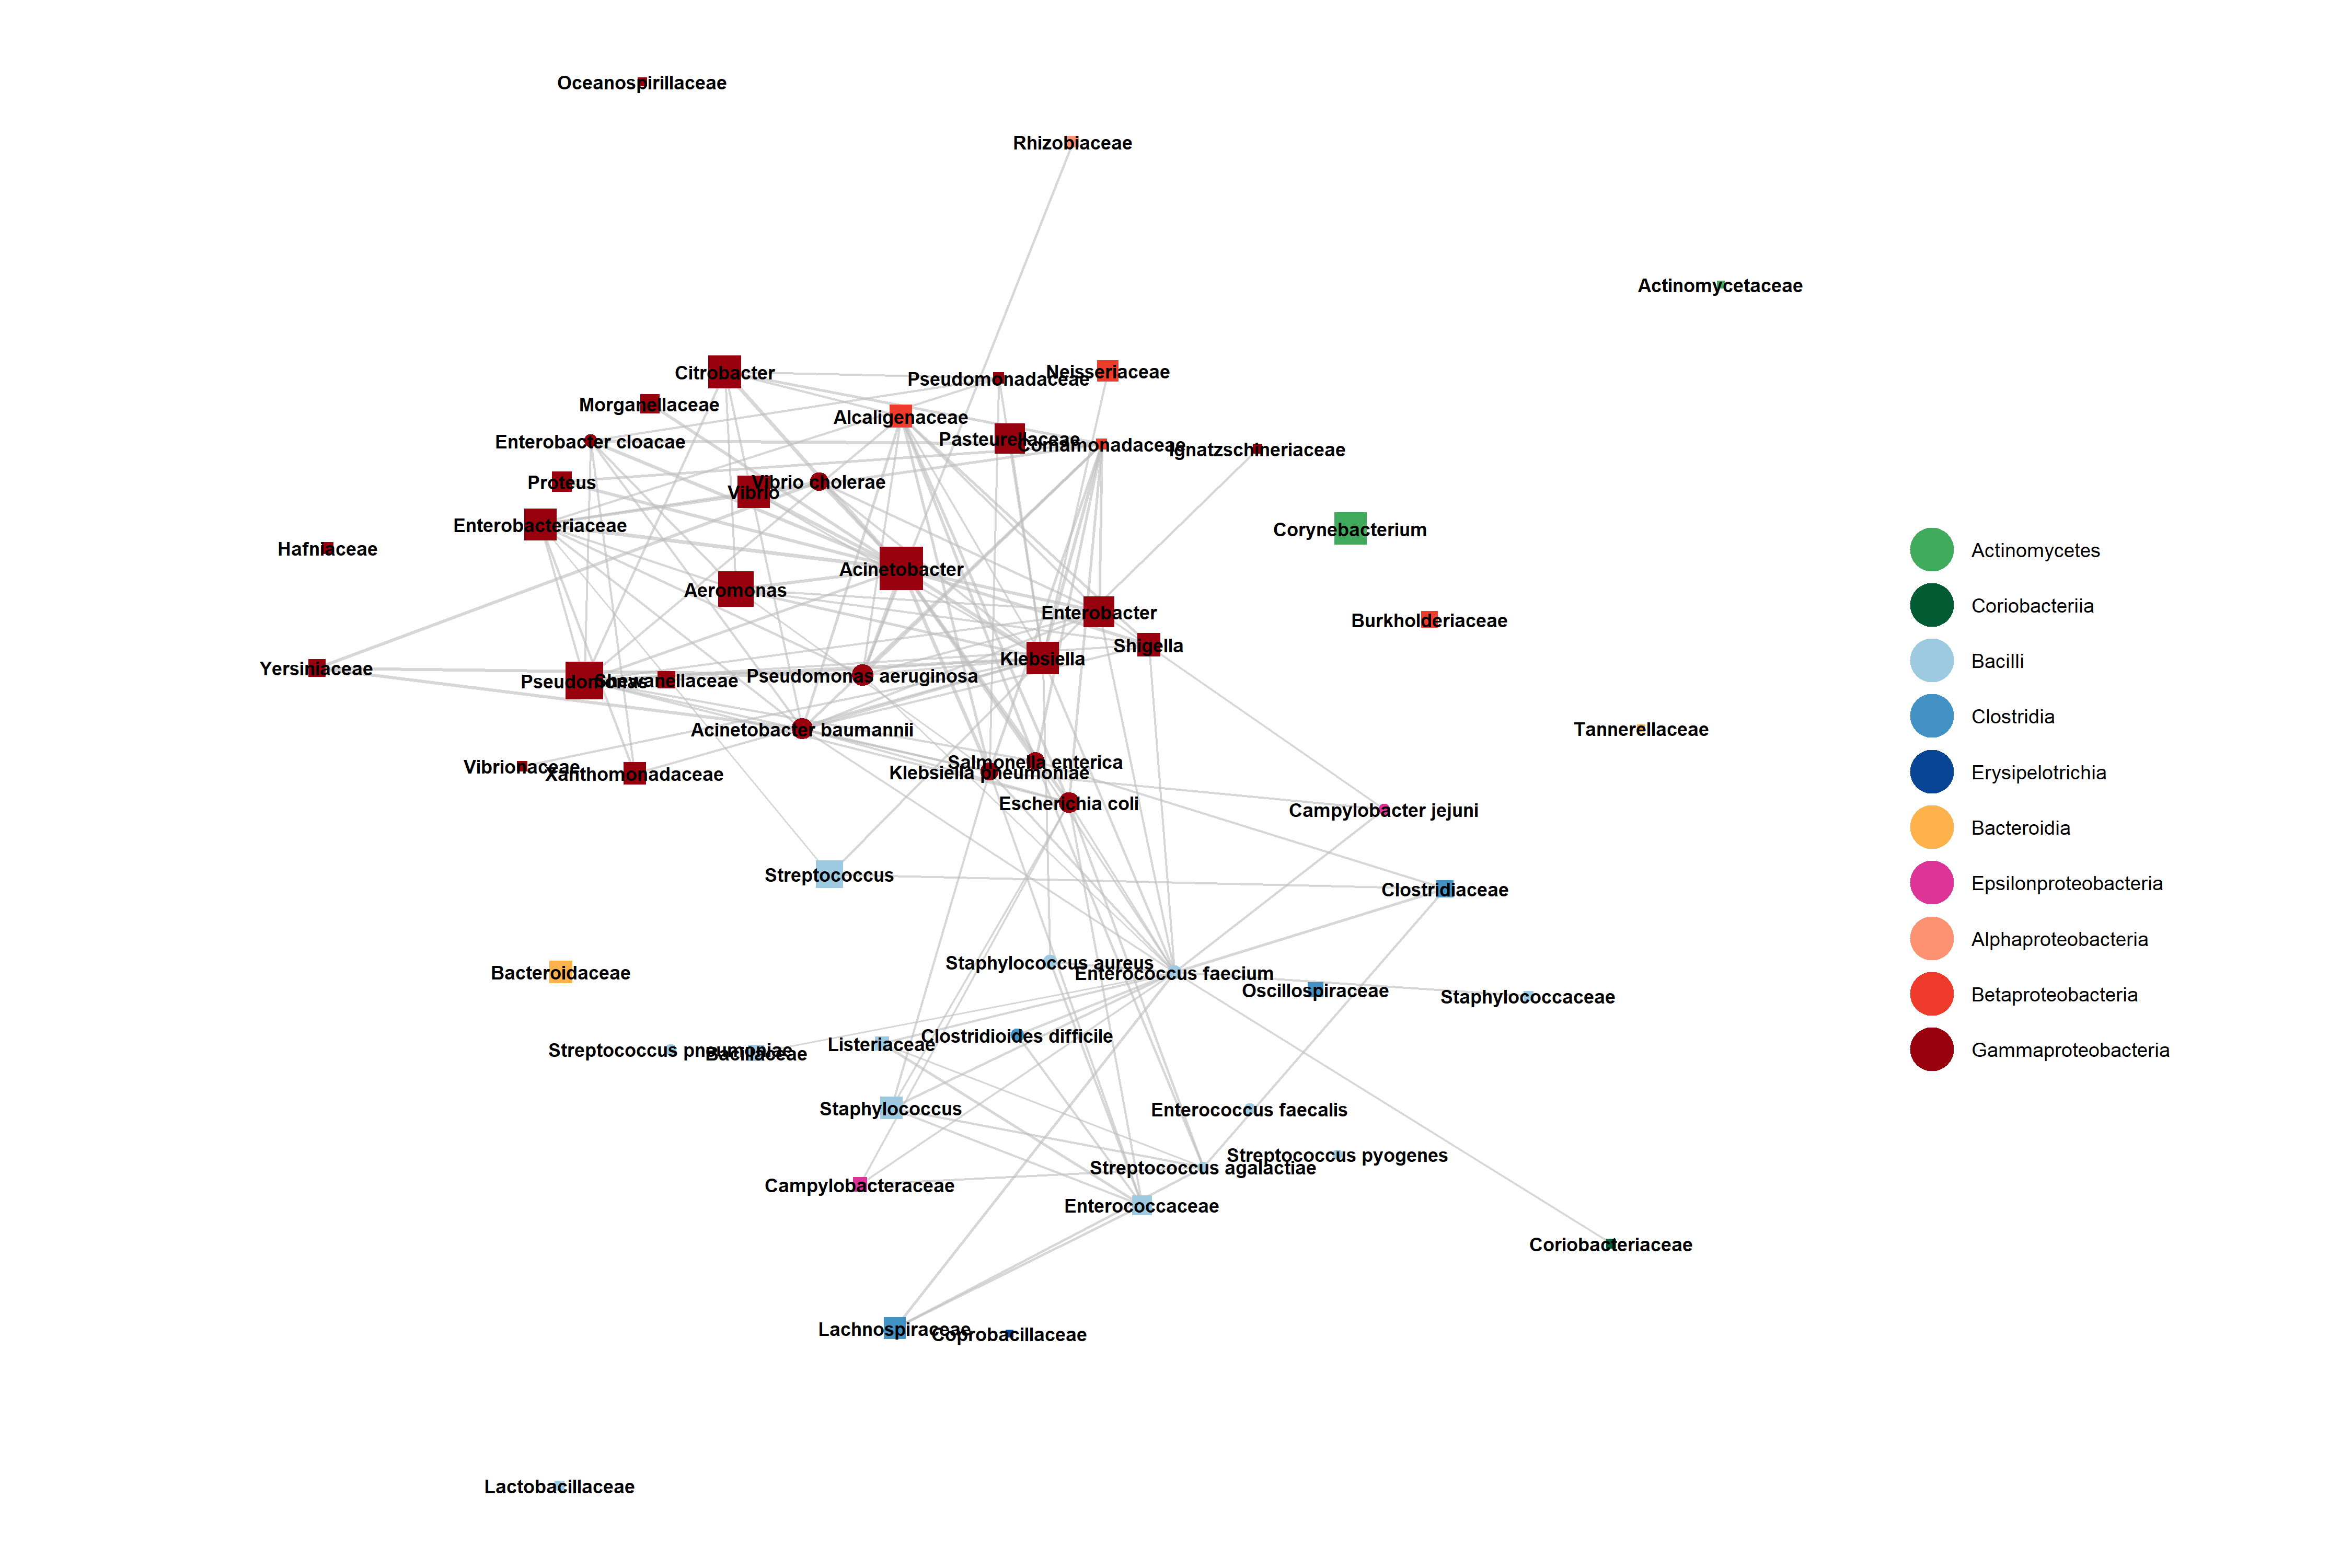 Oceanospirillaceae
Rhizobiaceae
Actinomycetaceae
Citrobacter
Pseudomonadaceae
Neisseriaceae
Morganellaceae
Alcaligenaceae
Enterobacter cloacae
Pasteurellaceae
Comamonadaceae
Ignatzschineriaceae
Proteus
Vibrio cholerae
Vibrio
Enterobacteriaceae
Corynebacterium
Hafniaceae
Acinetobacter
Aeromonas
Enterobacter
Burkholderiaceae
Shigella
Klebsiella
Yersiniaceae
Pseudomonas
Shewanellaceae
Pseudomonas aeruginosa
Acinetobacter baumannii
Tannerellaceae
Vibrionaceae
Xanthomonadaceae
Salmonella enterica
Klebsiella pneumoniae
Escherichia coli
Campylobacter jejuni
Streptococcus
Clostridiaceae
Bacteroidaceae
Staphylococcus aureus
Enterococcus faecium
Oscillospiraceae
Staphylococcaceae
Streptococcus pneumoniae
Bacillaceae
Listeriaceae
Clostridioides difficile
Staphylococcus
Enterococcus faecalis
Streptococcus pyogenes
Streptococcus agalactiae
Campylobacteraceae
Enterococcaceae
Coriobacteriaceae
Lachnospiraceae
Coprobacillaceae
Lactobacillaceae
Actinomycetes
Coriobacteriia
Bacilli
Clostridia
Erysipelotrichia
Bacteroidia
Epsilonproteobacteria
Alphaproteobacteria
Betaproteobacteria
Gammaproteobacteria